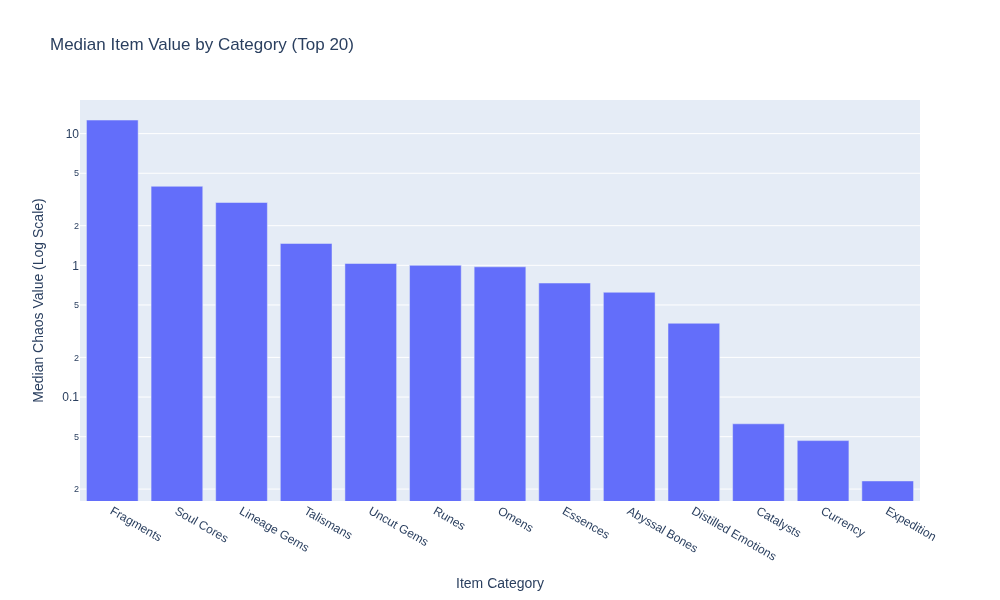 Median Item Value by Category (Top 20)
Median Chaos Value (Log Scale)
10
5
2
1
5
2
0.1
5
2
Fragments
Soul Cores
Lineage Gems
Talismans
Uncut Gems
Runes
Omens
Essences
Abyssal Bones
Distilled Emotions
Catalysts
Currency
Expedition
Item Category